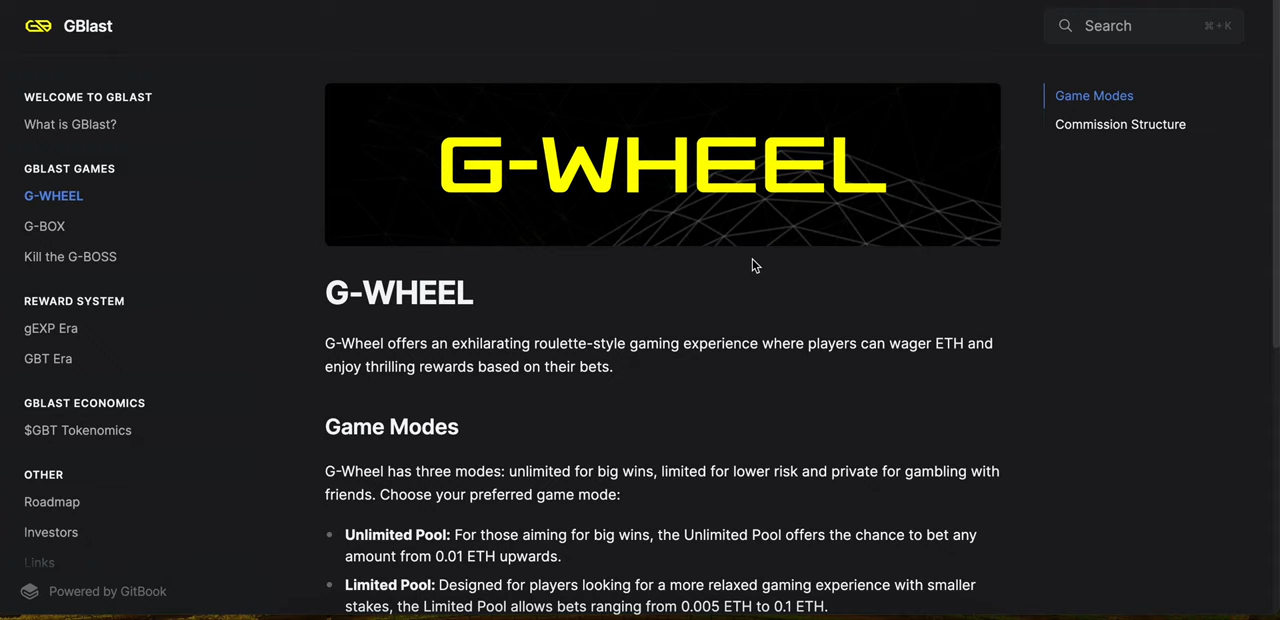 GBlast
Search
⌘ + K
WELCOME TO GBLAST
What is GBlast?
GBLAST GAMES
G-WHEEL
G-BOX
Kill the G-BOSS
REWARD SYSTEM
gEXP Era
GBT Era
GBLAST ECONOMICS
$GBT Tokenomics
OTHER
Roadmap
Investors
Links
Powered by GitBook
G-WHEEL
G-WHEEL
G-Wheel offers an exhilarating roulette-style gaming experience where players can wager ETH and
enjoy thrilling rewards based on their bets.
Game Modes
G-Wheel has three modes: unlimited for big wins, limited for lower risk and private for gambling with
friends. Choose your preferred game mode:
Unlimited Pool: For those aiming for big wins, the Unlimited Pool offers the chance to bet any
amount from 0.01 ETH upwards.
Limited Pool: Designed for players looking for a more relaxed gaming experience with smaller
stakes, the Limited Pool allows bets ranging from 0.005 ETH to 0.1 ETH.
Game Modes
Commission Structure